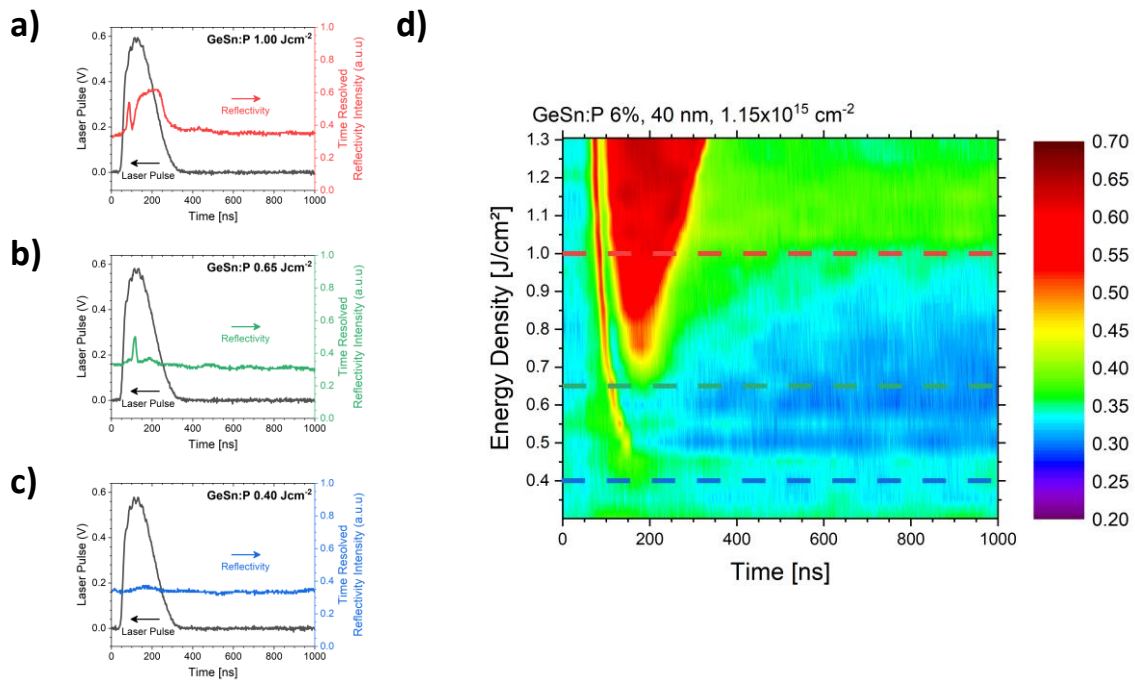 a)
GeSn:P 1.00 Jcm-2
Laser Pulse (V)
0.6
0.4
0.2
0.0
1.0
0.8
0.6
0.4
0.2
0.0
Time Resolved
Reflectivity Intensity (a.u.u)
Reflectivity
Laser Pulse
0 200 400 600 800 1000
Time [ns]
b)
GeSn:P 0.65 Jcm-2
Laser Pulse (V)
0.6
0.4
0.2
0.0
1.0
0.8
0.6
0.4
0.2
0.0
Time Resolved
Reflectivity Intensity (a.u.u)
Reflectivity
Laser Pulse
0 200 400 600 800 1000
Time [ns]
c)
GeSn:P 0.40 Jcm-2
Laser Pulse (V)
0.6
0.4
0.2
0.0
1.0
0.8
0.6
0.4
0.2
0.0
Time Resolved
Reflectivity Intensity (a.u.u)
Reflectivity
Laser Pulse
0 200 400 600 800 1000
Time [ns]
d)
GeSn:P 6%, 40 nm, 1.15x10¹⁵ cm⁻²
Energy Density [J/cm²]
1.3
1.2
1.1
1.0
0.9
0.8
0.7
0.6
0.5
0.4
0 200 400 600 800 1000
Time [ns]
0.70
0.65
0.60
0.55
0.50
0.45
0.40
0.35
0.30
0.25
0.20